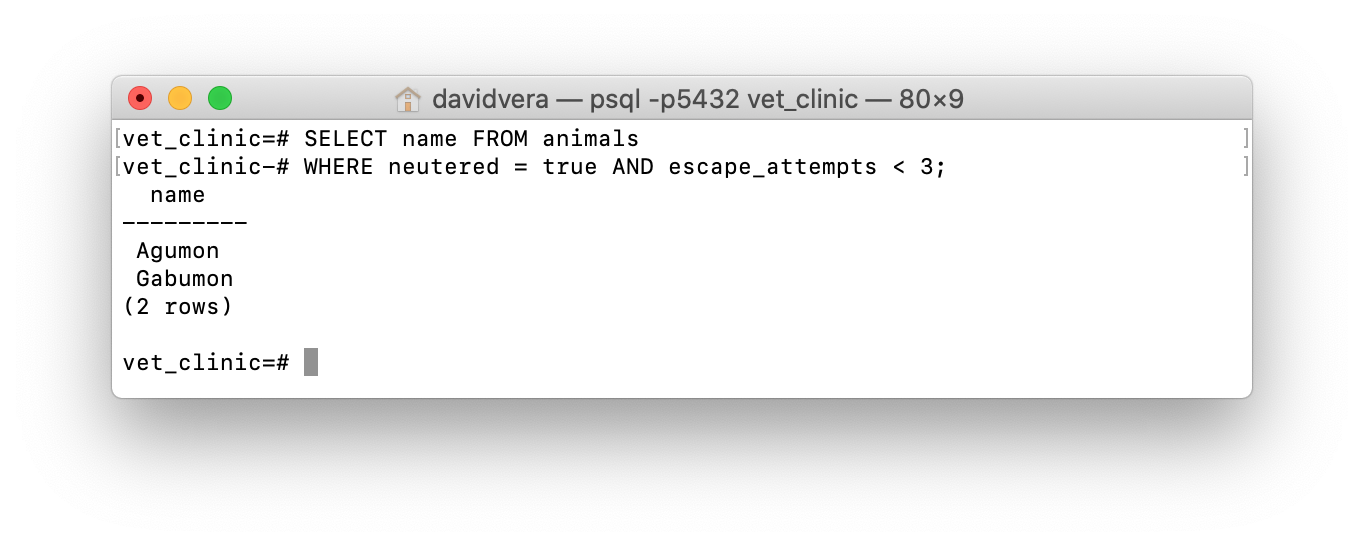 davidvera — psql -p5432 vet_clinic — 80×9
[vet_clinic=# SELECT name FROM animals ]
[vet_clinic-# WHERE neutered = true AND escape_attempts < 3; ]
name
---------
Agumon
Gabumon
(2 rows)
vet_clinic=#